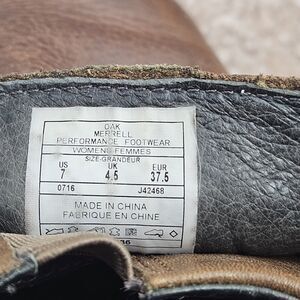 OAK
MERRELL
PERFORMANCE FOOTWEAR
WOMENS/FEMMES
SIZE-GRANDEUR
US UK EUR
7 4.5 37.5
0716 J42468
MADE IN CHINA
FABRIQUE EN CHINE